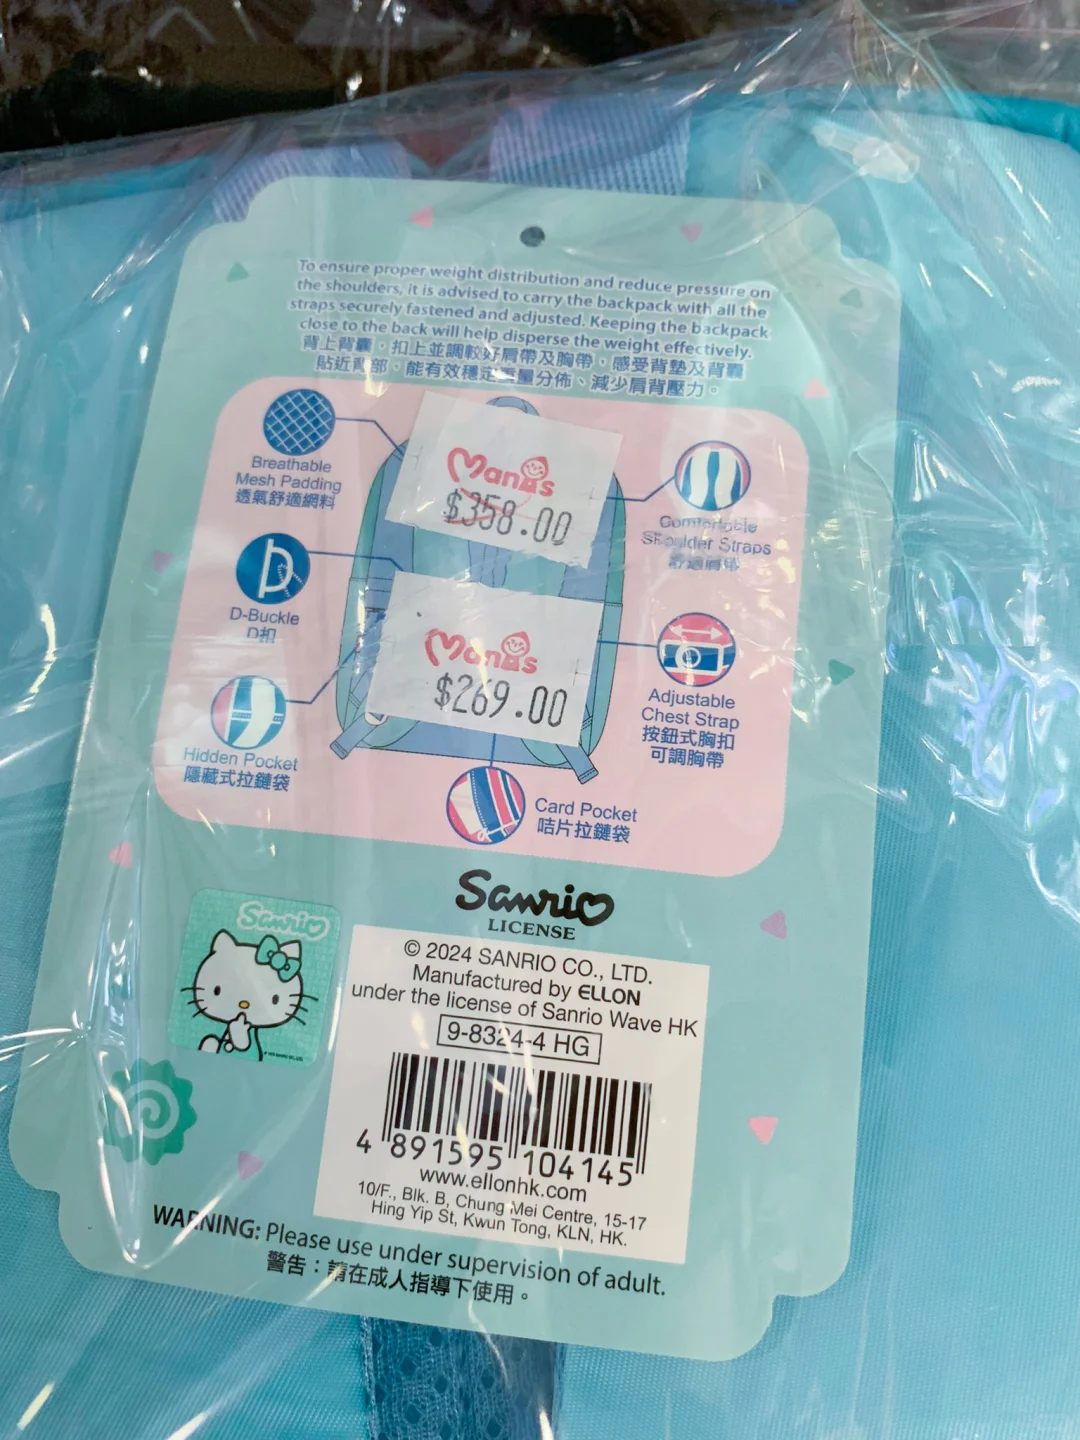 To ensure proper weight distribution and reduce pressure on
the shoulders, it is advised to carry the backpack with all the
straps securely fastened and adjusted. Keeping the backpack
close to the back will help disperse the weight effectively.
背上背囊，扣上並調較好肩帶及胸帶，感受背墊及背囊
貼近背部，能有效穩定重量分佈、減少肩背壓力。
Breathable
Mesh Padding
透氣舒適網料
Manas
$358.00
Comfortable
Shoulder Straps
舒適肩帶
D-Buckle
D扣
Manas
$269.00
Adjustable
Chest Strap
按鈕式胸扣
可調胸帶
Hidden Pocket
隱藏式拉鏈袋
Card Pocket
咭片拉鏈袋
Sanrio
LICENSE
Sanrio
© 2024 SANRIO CO., LTD.
Manufactured by ELLON
under the license of Sanrio Wave HK
9-8324-4 HG
4 891595 104145
www.ellonhk.com
10/F., Blk. B, Chung Mei Centre, 15-17
Hing Yip St, Kwun Tong, KLN, HK.
WARNING: Please use under supervision of adult.
警告：請在成人指導下使用。